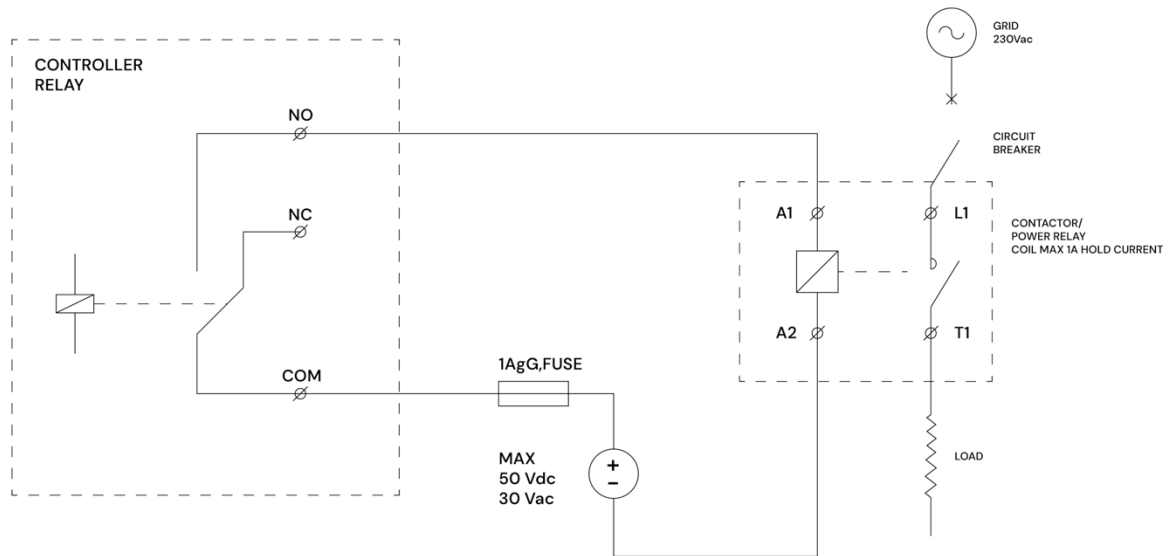 CONTROLLER
RELAY
NO
NC
COM
1AgG,FUSE
MAX
50 Vdc
30 Vac
+
-
GRID
230Vac
CIRCUIT
BREAKER
A1
L1
CONTACTOR/
POWER RELAY
COIL MAX 1A HOLD CURRENT
A2
T1
LOAD